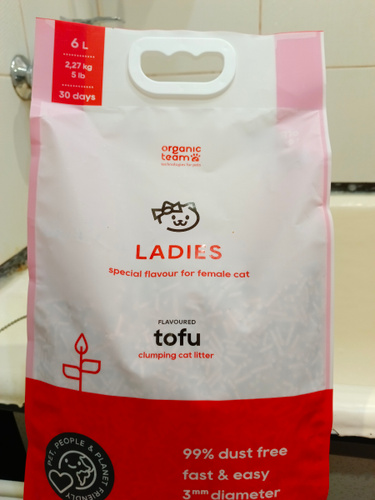 6 L
2,27 kg
5 lb
30 days
organic
team
LADIES
special flavour for female cat
FLAVOURED
tofu
clumping cat litter
PET, PEOPLE & PLANET FRIENDLY
99% dust free
fast & easy
3mm diameter